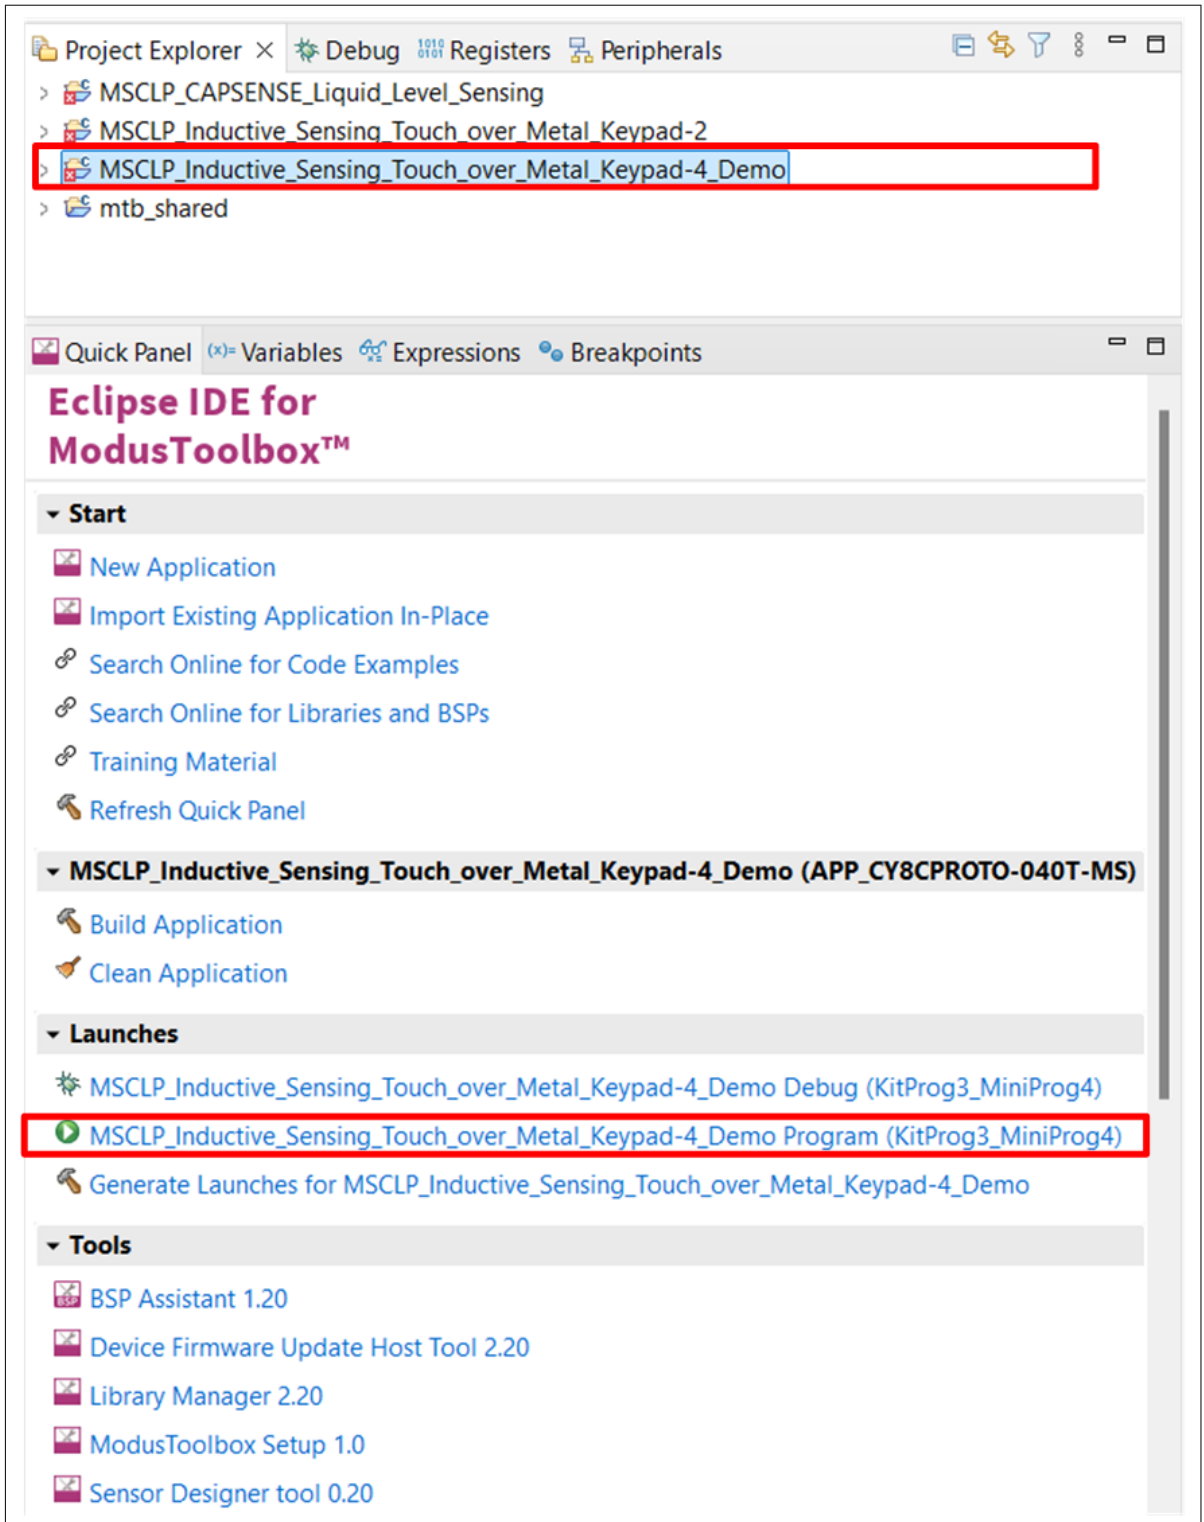 Project Explorer × Debug Registers Peripherals
MSCLP_CAPSENSE_Liquid_Level_Sensing
MSCLP_Inductive_Sensing_Touch_over_Metal_Keypad-2
MSCLP_Inductive_Sensing_Touch_over_Metal_Keypad-4_Demo
mtb_shared
Quick Panel (x)= Variables Expressions Breakpoints
Eclipse IDE for
ModusToolbox™
Start
New Application
Import Existing Application In-Place
Search Online for Code Examples
Search Online for Libraries and BSPs
Training Material
Refresh Quick Panel
MSCLP_Inductive_Sensing_Touch_over_Metal_Keypad-4_Demo (APP_CY8CPROTO-040T-MS)
Build Application
Clean Application
Launches
MSCLP_Inductive_Sensing_Touch_over_Metal_Keypad-4_Demo Debug (KitProg3_MiniProg4)
MSCLP_Inductive_Sensing_Touch_over_Metal_Keypad-4_Demo Program (KitProg3_MiniProg4)
Generate Launches for MSCLP_Inductive_Sensing_Touch_over_Metal_Keypad-4_Demo
Tools
BSP Assistant 1.20
Device Firmware Update Host Tool 2.20
Library Manager 2.20
ModusToolbox Setup 1.0
Sensor Designer tool 0.20